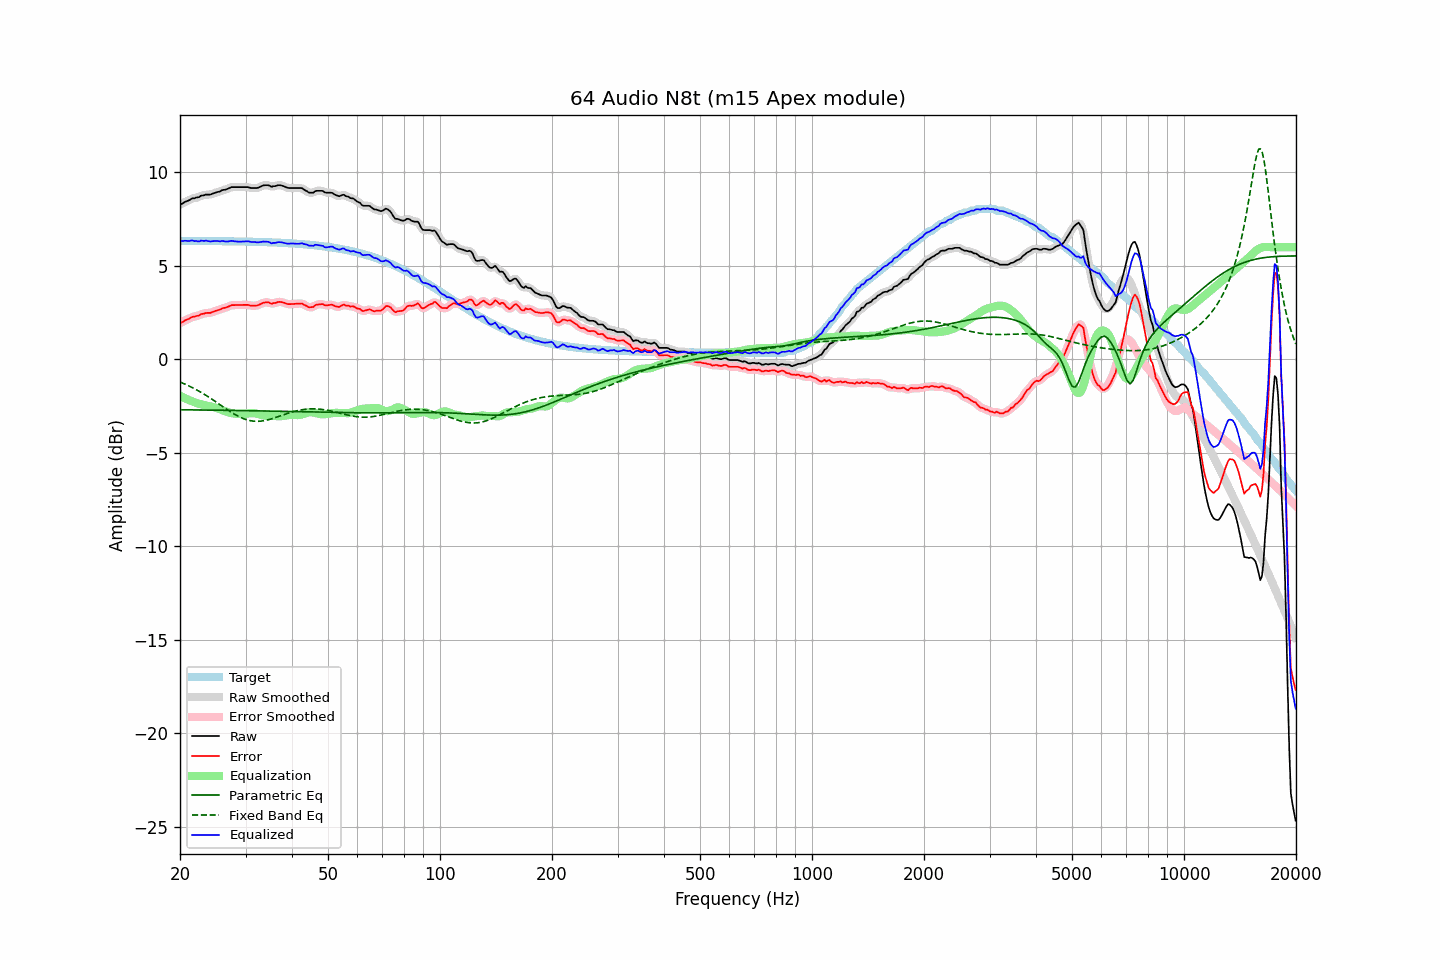 64 Audio N8t (m15 Apex module)
10
5
0
−5
−10
−15
−20
−25
Amplitude (dBr)
Target
Raw Smoothed
Error Smoothed
Raw
Error
Equalization
Parametric Eq
Fixed Band Eq
Equalized
20 50 100 200 500 1000 2000 5000 10000 20000
Frequency (Hz)